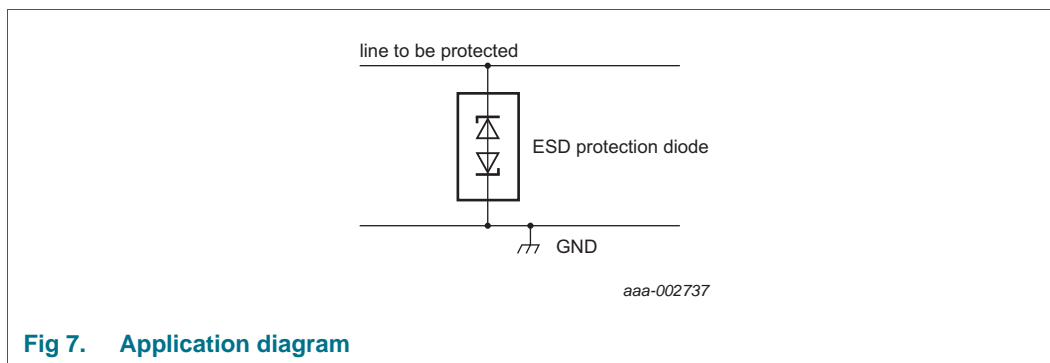 line to be protected
ESD protection diode
GND
aaa-002737
Fig 7. Application diagram